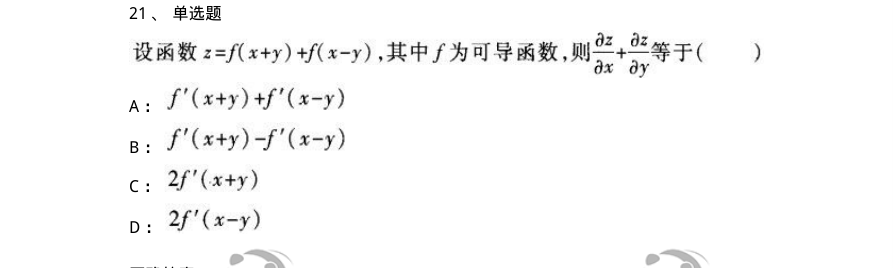 21、 单选题
设函数 z=f(x+y)+f(x-y),其中 f 为可导函数,则∂z/∂x+∂z/∂y等于(  )
A： f′(x+y)+f′(x-y)
B： f′(x+y)-f′(x-y)
C： 2f′(x+y)
D： 2f′(x-y)